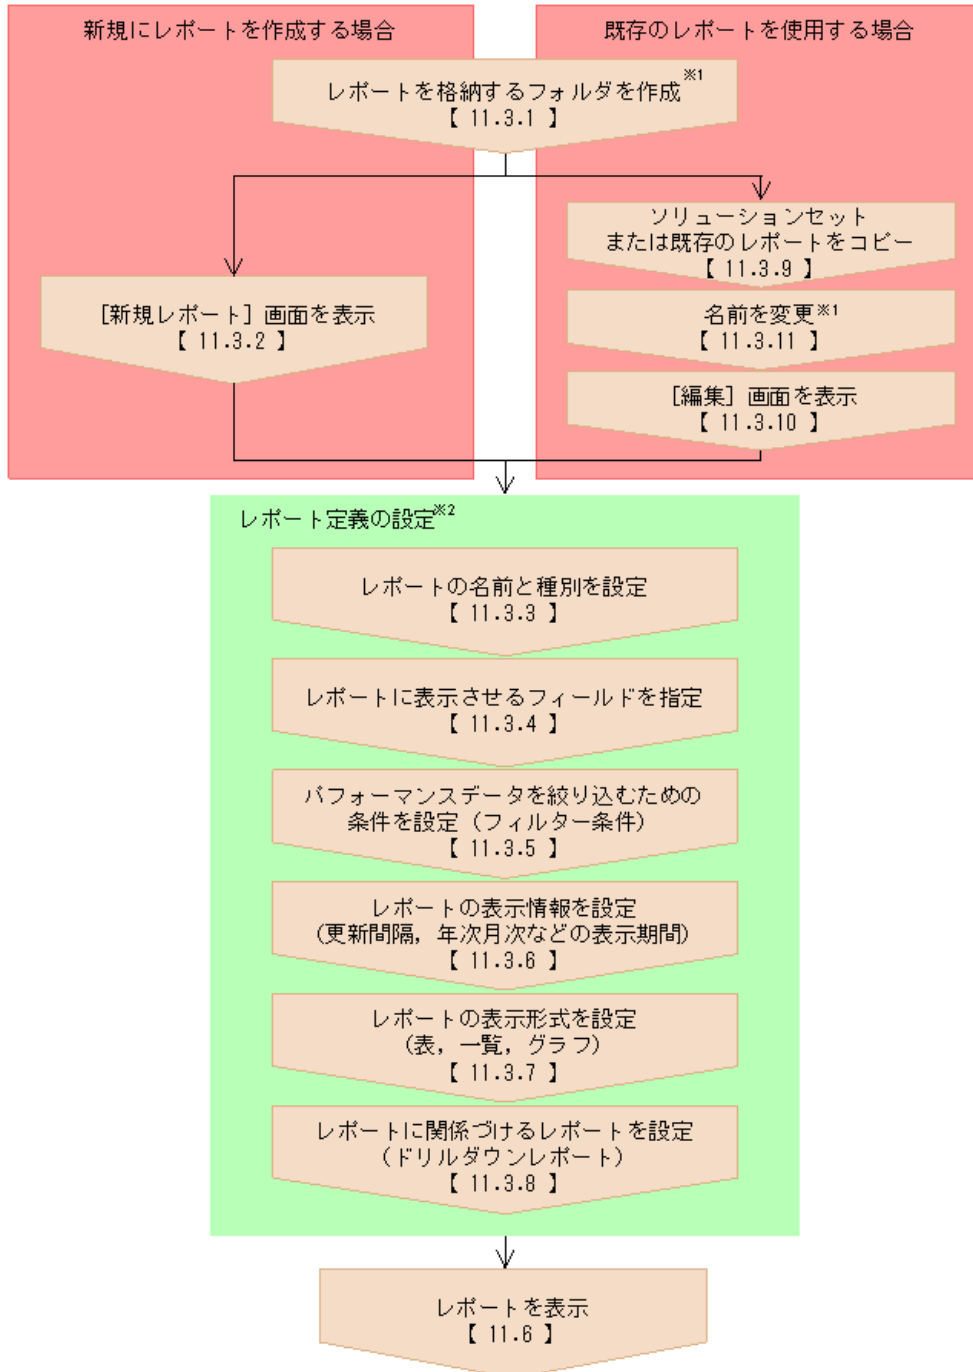 新規にレポートを作成する場合
既存のレポートを使用する場合
レポートを格納するフォルダを作成※1
【 11.3.1 】
ソリューションセット
または既存のレポートをコピー
【 11.3.9 】
[新規レポート] 画面を表示
【 11.3.2 】
名前を変更※1
【 11.3.11 】
[編集] 画面を表示
【 11.3.10 】
レポート定義の設定※2
レポートの名前と種別を設定
【 11.3.3 】
レポートに表示させるフィールドを指定
【 11.3.4 】
パフォーマンスデータを絞り込むための
条件を設定（フィルター条件）
【 11.3.5 】
レポートの表示情報を設定
(更新間隔，年次月次などの表示期間)
【 11.3.6 】
レポートの表示形式を設定
(表，一覧，グラフ)
【 11.3.7 】
レポートに関係づけるレポートを設定
（ドリルダウンレポート）
【 11.3.8 】
レポートを表示
【 11.6 】